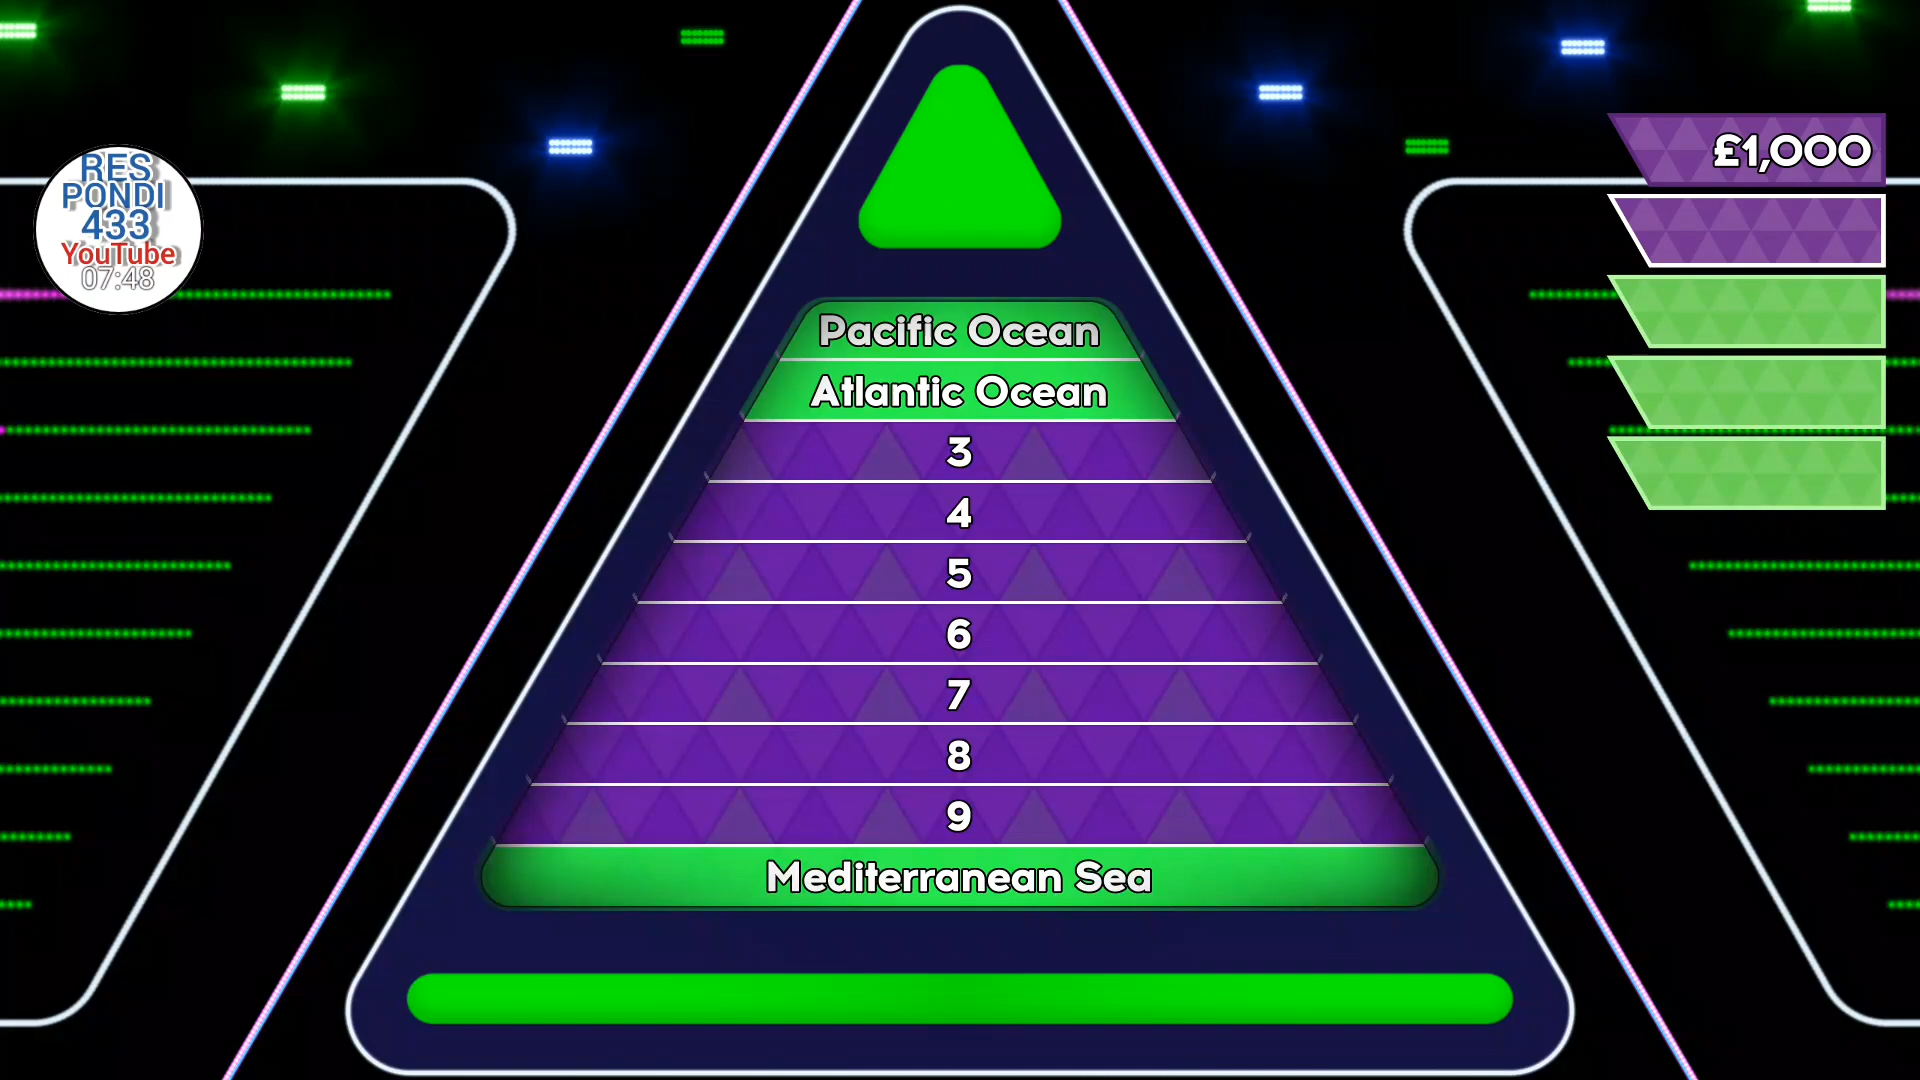 RES
PONDI
433
YouTube
07:48
£1,000
Pacific Ocean
Atlantic Ocean
3
4
5
6
7
8
9
Mediterranean Sea